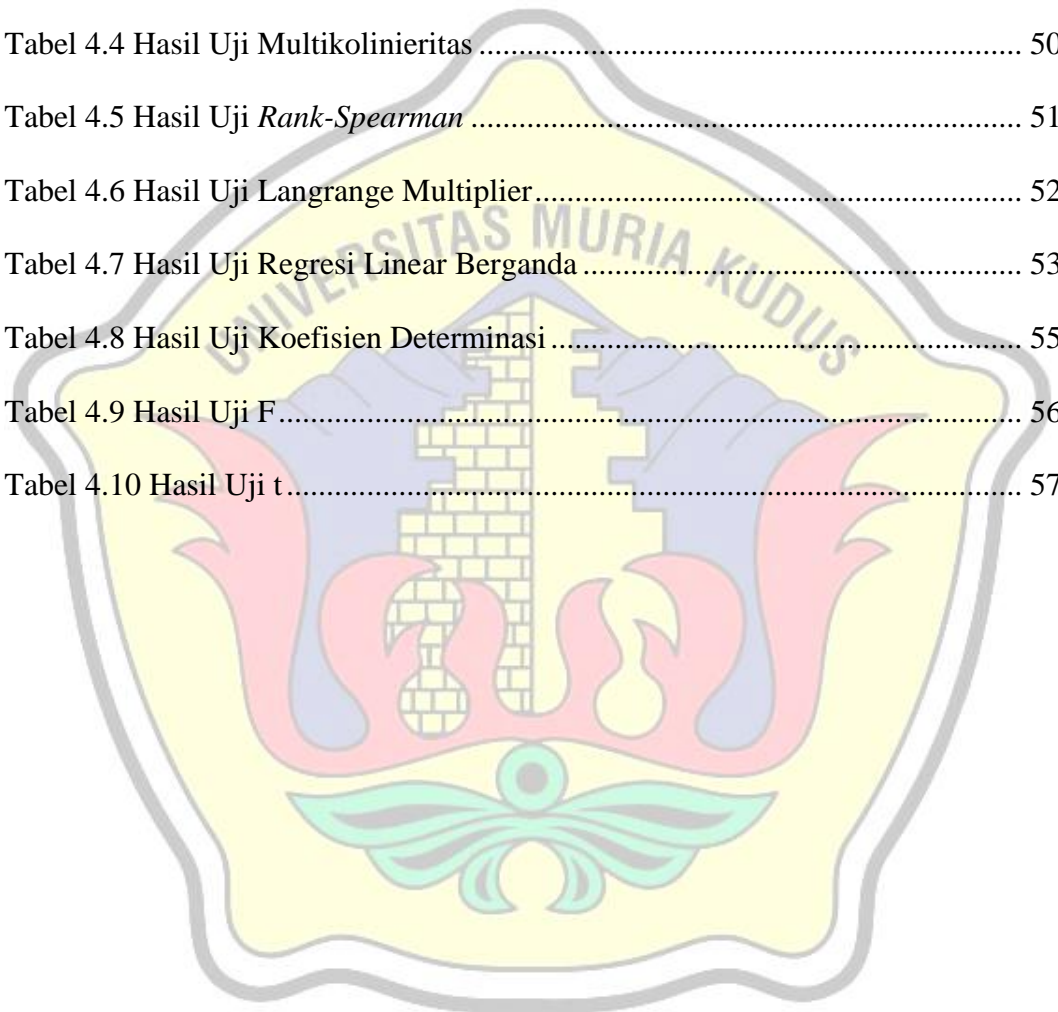 Tabel 4.4 Hasil Uji Multikolinieritas ............................................................................... 50
Tabel 4.5 Hasil Uji Rank-Spearman ................................................................................ 51
Tabel 4.6 Hasil Uji Langrange Multiplier....................................................................... 52
UNIVERSITAS MURIA KUDUS
Tabel 4.7 Hasil Uji Regresi Linear Berganda ................................................................ 53
Tabel 4.8 Hasil Uji Koefisien Determinasi .................................................................... 55
Tabel 4.9 Hasil Uji F............................................................................................................ 56
Tabel 4.10 Hasil Uji t .......................................................................................................... 57